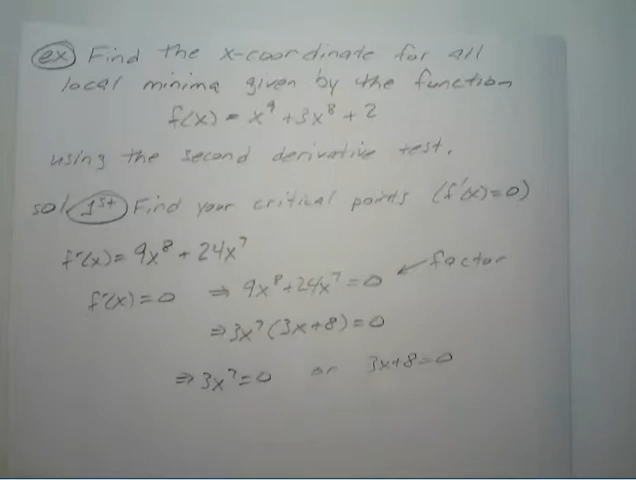 ex Find the x-coordinate for all
local minima given by the function
f(x) = x⁹ + 3x⁸ + 2
using the second derivative test.
sol 1st Find your critical points (f'(x)=0)
f'(x) = 9x⁸ + 24x⁷
f'(x) = 0 ⇒ 9x⁸ + 24x⁷ = 0 ← factor
⇒ 3x⁷(3x+8) = 0
⇒ 3x⁷ = 0 or 3x+8 = 0